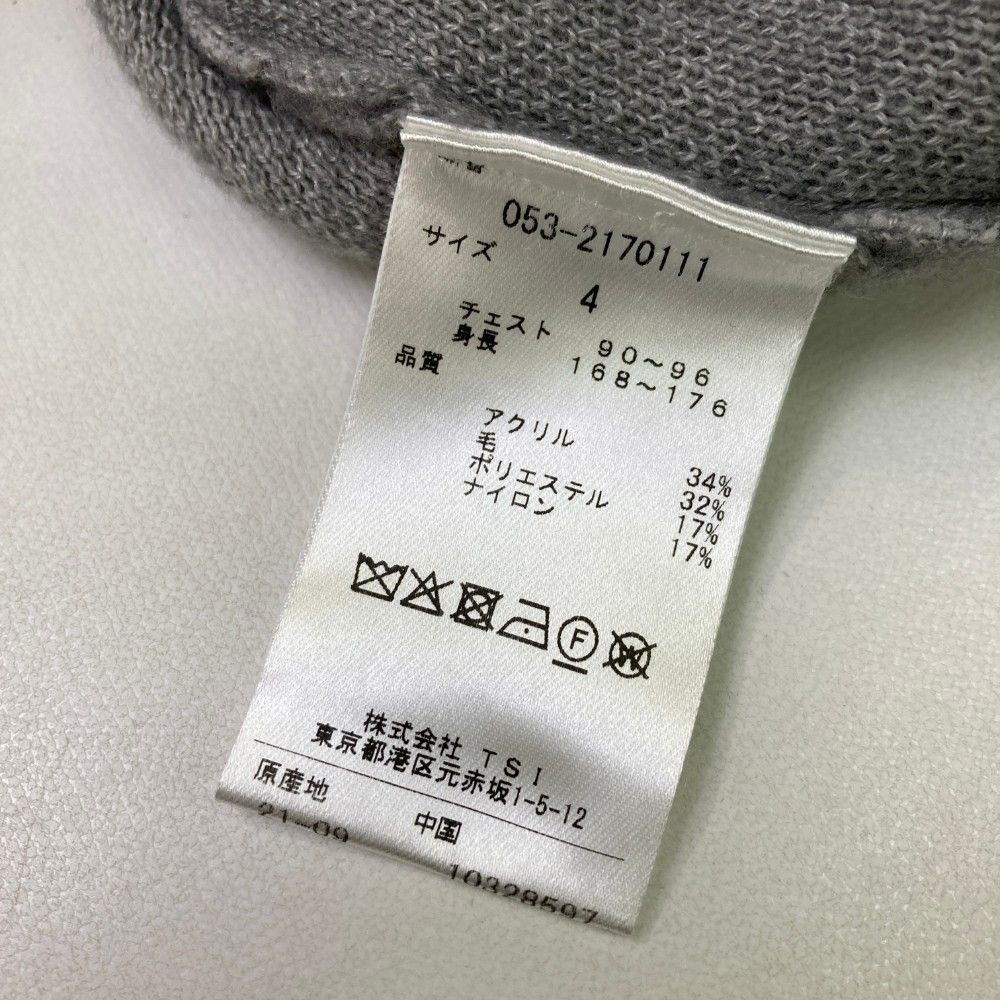 053-2170111
サイズ
4
チェスト 90～96
身長 168～176
品質
アクリル 34%
毛 32%
ポリエステル 17%
ナイロン 17%
F
W
株式会社 TSI
東京都港区元赤坂1-5-12
原産地
中国
21-09
10328597